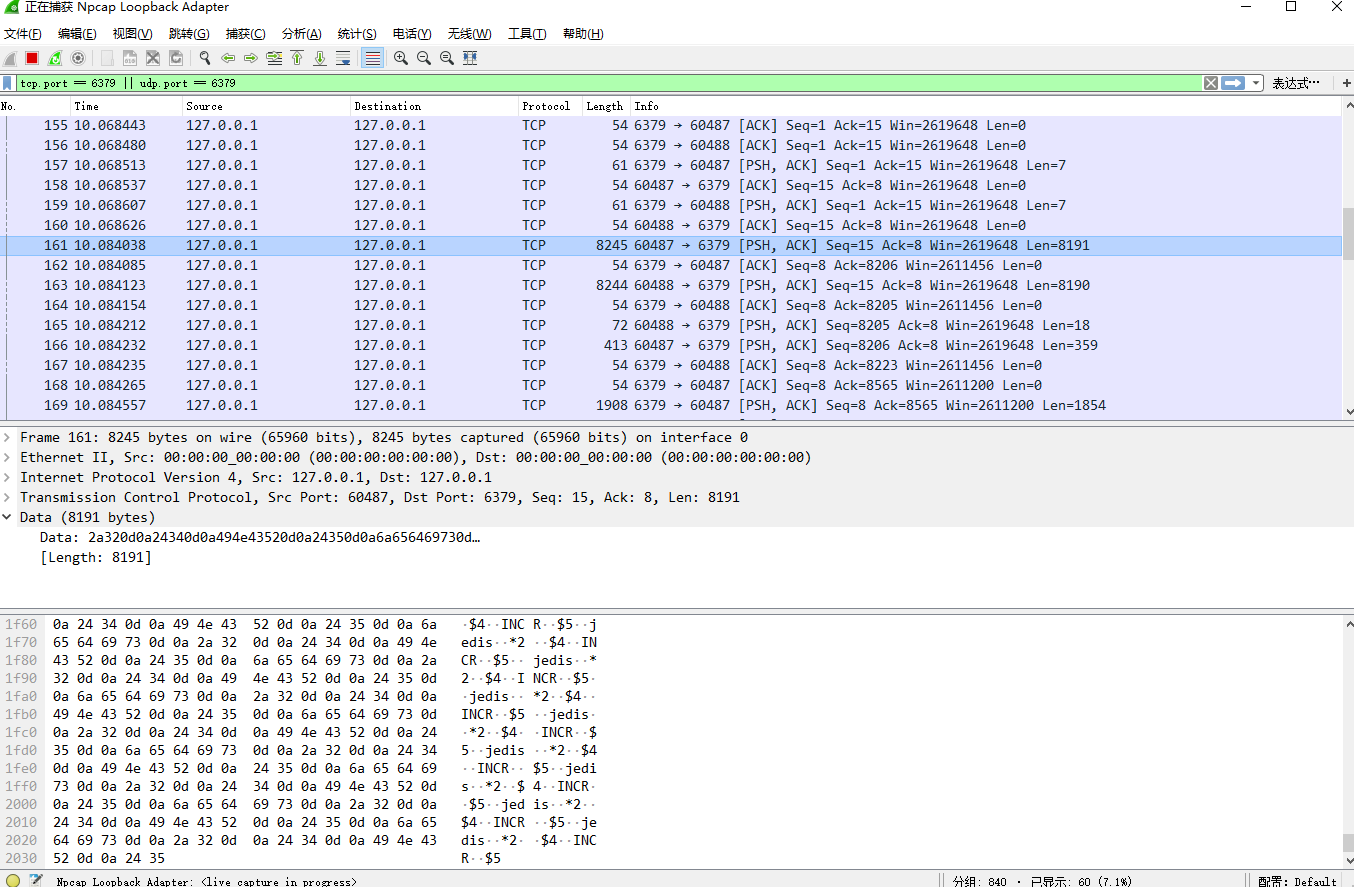 正在捕获 Npcap Loopback Adapter
文件(F) 编辑(E) 视图(V) 跳转(G) 捕获(C) 分析(A) 统计(S) 电话(Y) 无线(W) 工具(T) 帮助(H)
tcp.port == 6379 || udp.port == 6379 表达式… +
No. Time Source Destination Protocol Length Info
155 10.068443 127.0.0.1 127.0.0.1 TCP 54 6379 → 60487 [ACK] Seq=1 Ack=15 Win=2619648 Len=0
156 10.068480 127.0.0.1 127.0.0.1 TCP 54 6379 → 60488 [ACK] Seq=1 Ack=15 Win=2619648 Len=0
157 10.068513 127.0.0.1 127.0.0.1 TCP 61 6379 → 60487 [PSH, ACK] Seq=1 Ack=15 Win=2619648 Len=7
158 10.068537 127.0.0.1 127.0.0.1 TCP 54 60487 → 6379 [ACK] Seq=15 Ack=8 Win=2619648 Len=0
159 10.068607 127.0.0.1 127.0.0.1 TCP 61 6379 → 60488 [PSH, ACK] Seq=1 Ack=15 Win=2619648 Len=7
160 10.068626 127.0.0.1 127.0.0.1 TCP 54 60488 → 6379 [ACK] Seq=15 Ack=8 Win=2619648 Len=0
161 10.084038 127.0.0.1 127.0.0.1 TCP 8245 60487 → 6379 [PSH, ACK] Seq=15 Ack=8 Win=2619648 Len=8191
162 10.084085 127.0.0.1 127.0.0.1 TCP 54 6379 → 60487 [ACK] Seq=8 Ack=8206 Win=2611456 Len=0
163 10.084123 127.0.0.1 127.0.0.1 TCP 8244 60488 → 6379 [PSH, ACK] Seq=15 Ack=8 Win=2619648 Len=8190
164 10.084154 127.0.0.1 127.0.0.1 TCP 54 6379 → 60488 [ACK] Seq=8 Ack=8205 Win=2611456 Len=0
165 10.084212 127.0.0.1 127.0.0.1 TCP 72 60488 → 6379 [PSH, ACK] Seq=8205 Ack=8 Win=2619648 Len=18
166 10.084232 127.0.0.1 127.0.0.1 TCP 413 60487 → 6379 [PSH, ACK] Seq=8206 Ack=8 Win=2619648 Len=359
167 10.084235 127.0.0.1 127.0.0.1 TCP 54 6379 → 60488 [ACK] Seq=8 Ack=8223 Win=2611456 Len=0
168 10.084265 127.0.0.1 127.0.0.1 TCP 54 6379 → 60487 [ACK] Seq=8 Ack=8565 Win=2611200 Len=0
169 10.084557 127.0.0.1 127.0.0.1 TCP 1908 6379 → 60487 [PSH, ACK] Seq=8 Ack=8565 Win=2611200 Len=1854
Frame 161: 8245 bytes on wire (65960 bits), 8245 bytes captured (65960 bits) on interface 0
Ethernet II, Src: 00:00:00_00:00:00 (00:00:00:00:00:00), Dst: 00:00:00_00:00:00 (00:00:00:00:00:00)
Internet Protocol Version 4, Src: 127.0.0.1, Dst: 127.0.0.1
Transmission Control Protocol, Src Port: 60487, Dst Port: 6379, Seq: 15, Ack: 8, Len: 8191
Data (8191 bytes)
Data: 2a320d0a24340d0a494e43520d0a24350d0a6a656469730d…
[Length: 8191]
1f60 0a 24 34 0d 0a 49 4e 43 52 0d 0a 24 35 0d 0a 6a ·$4··INC R··$5··j
1f70 65 64 69 73 0d 0a 2a 32 0d 0a 24 34 0d 0a 49 4e edis··*2 ··$4··IN
1f80 43 52 0d 0a 24 35 0d 0a 6a 65 64 69 73 0d 0a 2a CR··$5·· jedis··*
1f90 32 0d 0a 24 34 0d 0a 49 4e 43 52 0d 0a 24 35 0d 2··$4··I NCR··$5·
1fa0 0a 6a 65 64 69 73 0d 0a 2a 32 0d 0a 24 34 0d 0a ·jedis·· *2··$4··
1fb0 49 4e 43 52 0d 0a 24 35 0d 0a 6a 65 64 69 73 0d INCR··$5 ··jedis·
1fc0 0a 2a 32 0d 0a 24 34 0d 0a 49 4e 43 52 0d 0a 24 ·*2··$4· ·INCR··$
1fd0 35 0d 0a 6a 65 64 69 73 0d 0a 2a 32 0d 0a 24 34 5··jedis ··*2··$4
1fe0 0d 0a 49 4e 43 52 0d 0a 24 35 0d 0a 6a 65 64 69 ··INCR·· $5··jedi
1ff0 73 0d 0a 2a 32 0d 0a 24 34 0d 0a 49 4e 43 52 0d s··*2··$ 4··INCR·
2000 0a 24 35 0d 0a 6a 65 64 69 73 0d 0a 2a 32 0d 0a ·$5··jed is··*2··
2010 24 34 0d 0a 49 4e 43 52 0d 0a 24 35 0d 0a 6a 65 $4··INCR ··$5··je
2020 64 69 73 0d 0a 2a 32 0d 0a 24 34 0d 0a 49 4e 43 dis··*2· ·$4··INC
2030 52 0d 0a 24 35 R··$5
Npcap Loopback Adapter: <live capture in progress> 分组: 840 · 已显示: 60 (7.1%) 配置: Default